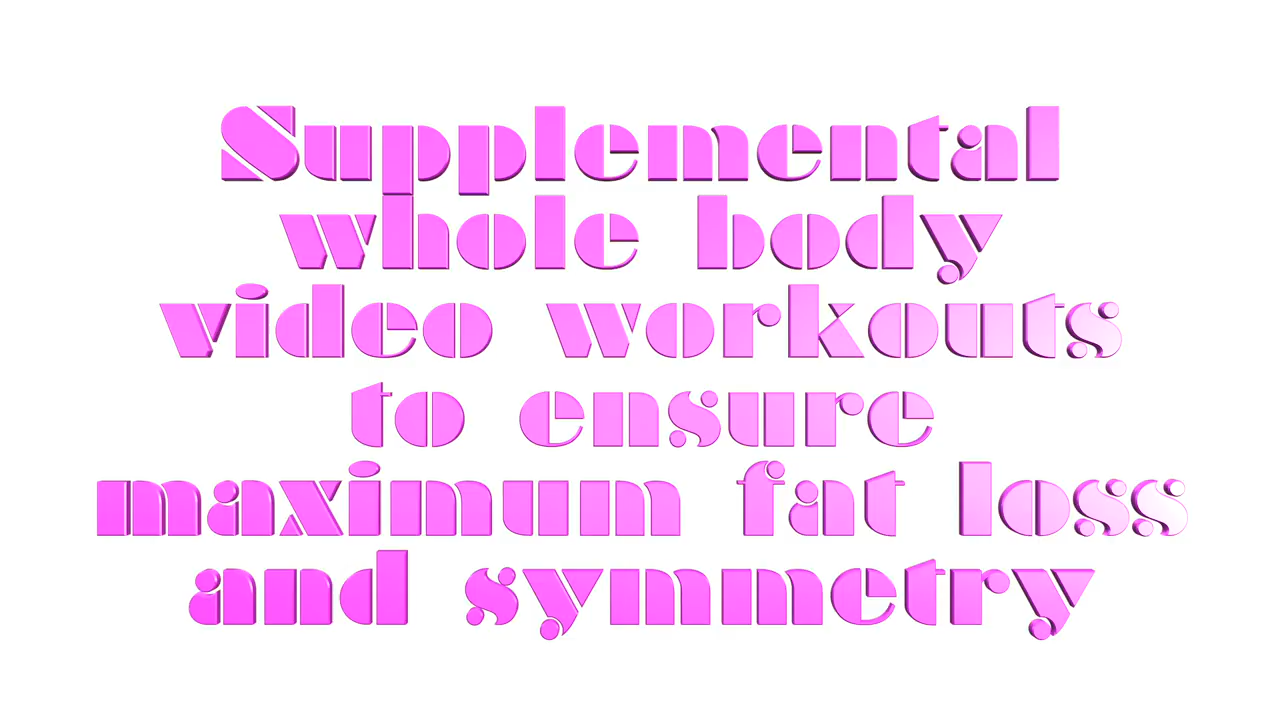 Supplemental
whole body
video workouts
to ensure
maximum fat loss
and symmetry